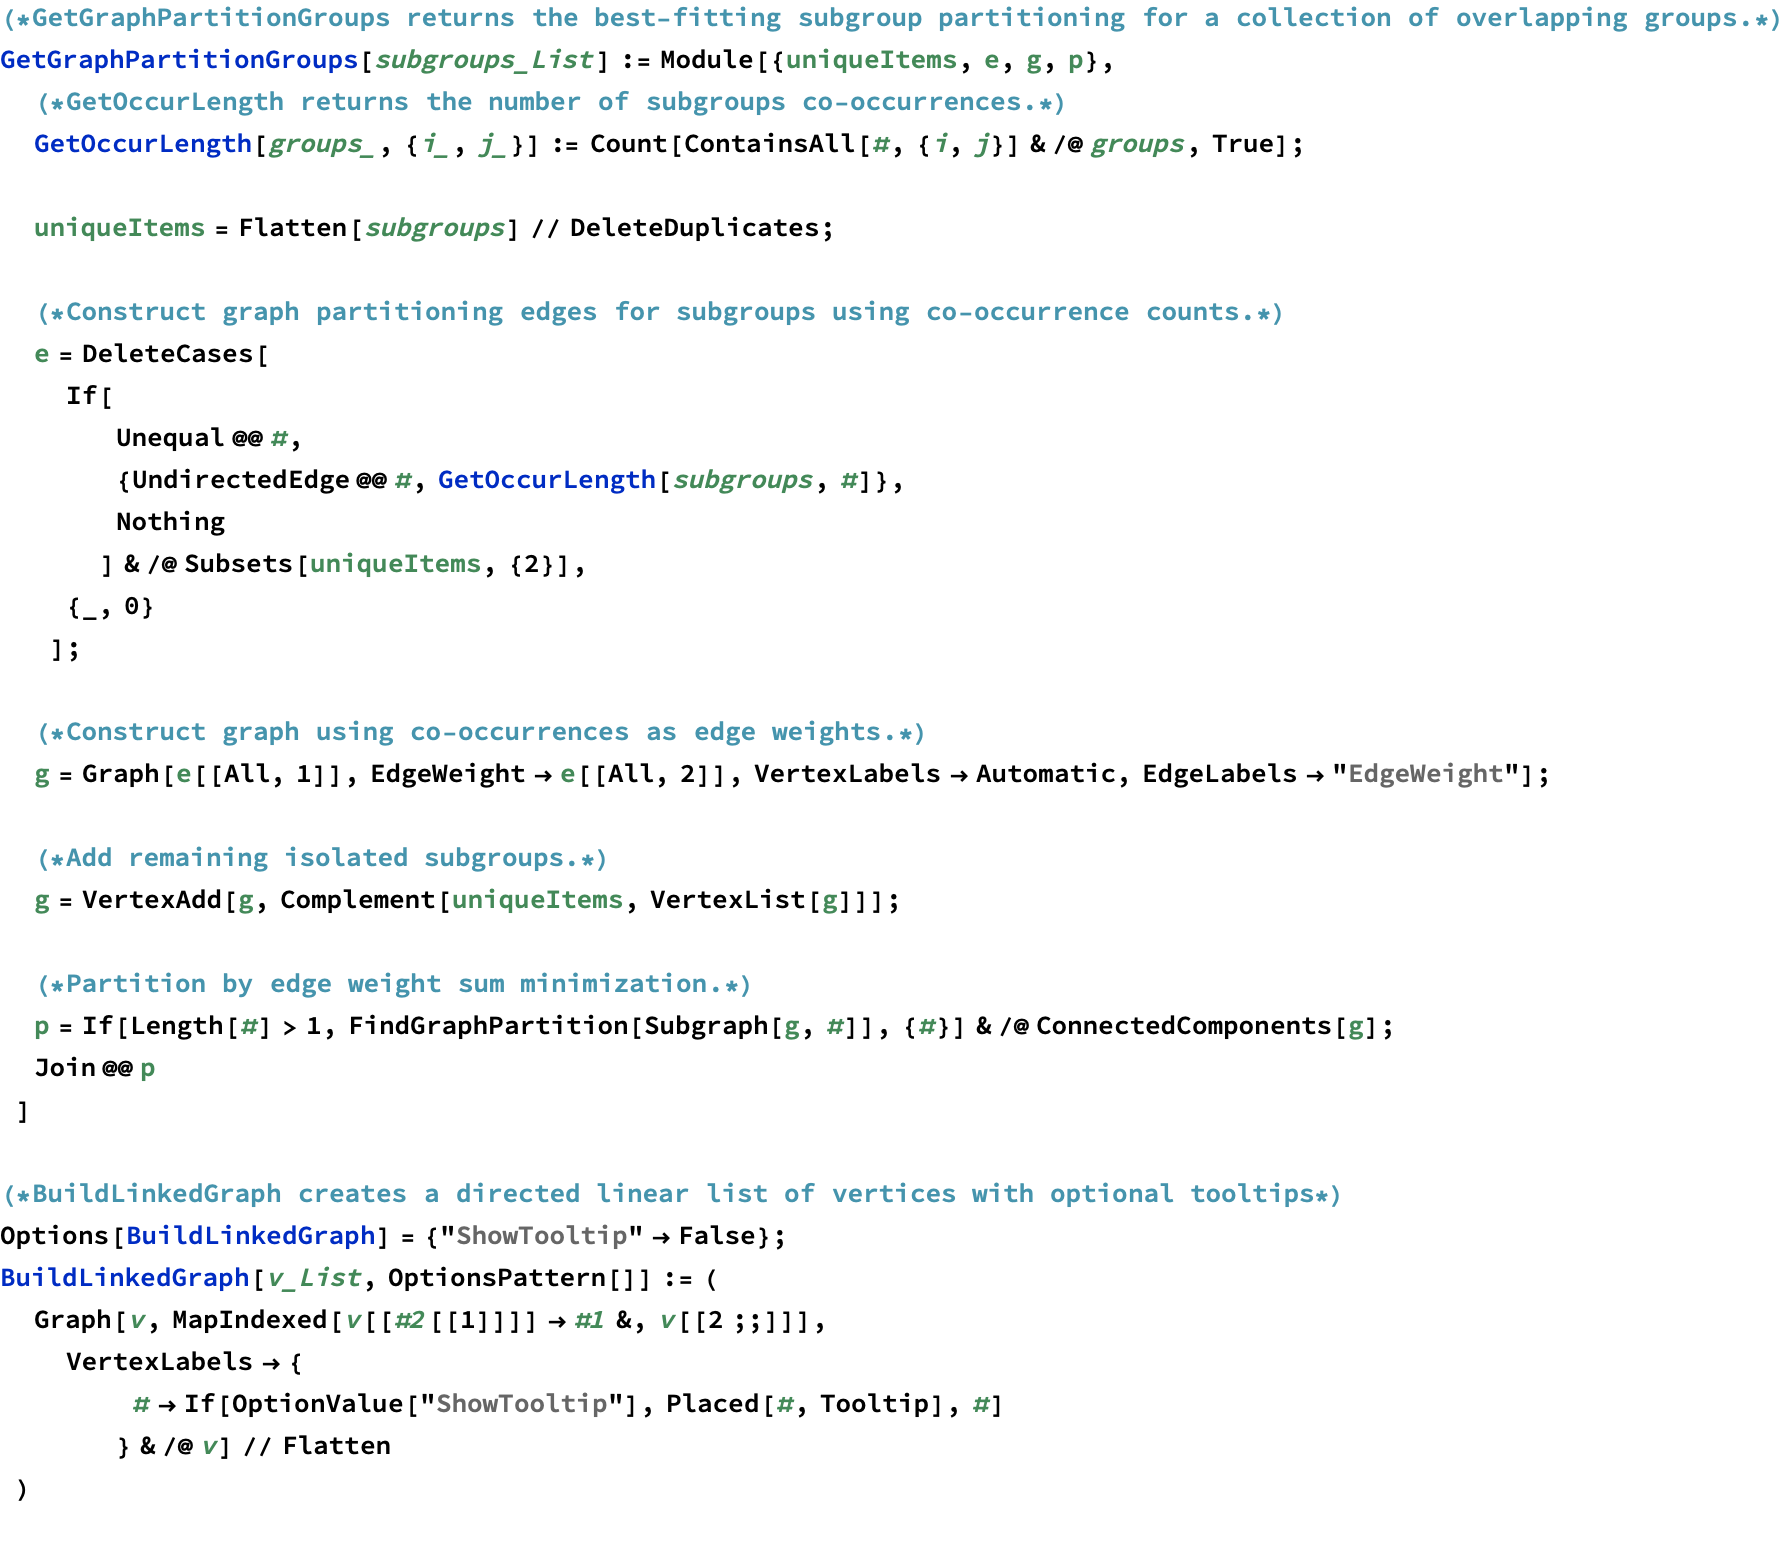 (*GetGraphPartitionGroups returns the best-fitting subgroup partitioning for a collection of overlapping groups.*)
GetGraphPartitionGroups[subgroups_List] := Module[{uniqueItems, e, g, p},
(*GetOccurLength returns the number of subgroups co-occurrences.*)
GetOccurLength[groups_, {i_, j_}] := Count[ContainsAll[#, {i, j}] & /@ groups, True];
uniqueItems = Flatten[subgroups] // DeleteDuplicates;
(*Construct graph partitioning edges for subgroups using co-occurrence counts.*)
e = DeleteCases[
If[
Unequal @@ #,
{UndirectedEdge @@ #, GetOccurLength[subgroups, #]},
Nothing
] & /@ Subsets[uniqueItems, {2}],
{_, 0}
];
(*Construct graph using co-occurrences as edge weights.*)
g = Graph[e[[All, 1]], EdgeWeight → e[[All, 2]], VertexLabels → Automatic, EdgeLabels → "EdgeWeight"];
(*Add remaining isolated subgroups.*)
g = VertexAdd[g, Complement[uniqueItems, VertexList[g]]];
(*Partition by edge weight sum minimization.*)
p = If[Length[#] > 1, FindGraphPartition[Subgraph[g, #]], {#}] & /@ ConnectedComponents[g];
Join @@ p
]
(*BuildLinkedGraph creates a directed linear list of vertices with optional tooltips*)
Options[BuildLinkedGraph] = {"ShowTooltip" → False};
BuildLinkedGraph[v_List, OptionsPattern[]] := (
Graph[v, MapIndexed[v[[#2[[1]]]] → #1 &, v[[2 ;;]]],
VertexLabels → {
# → If[OptionValue["ShowTooltip"], Placed[#, Tooltip], #]
} & /@ v] // Flatten
)